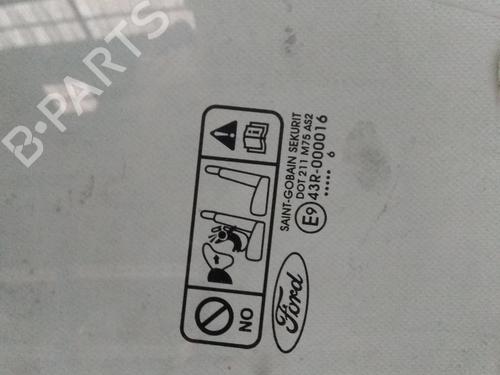 SAINT-GOBAIN SEKURIT
DOT 211 M75 AS2
E9 43R-000016
..... 6
Ford
NO
B-PARTS